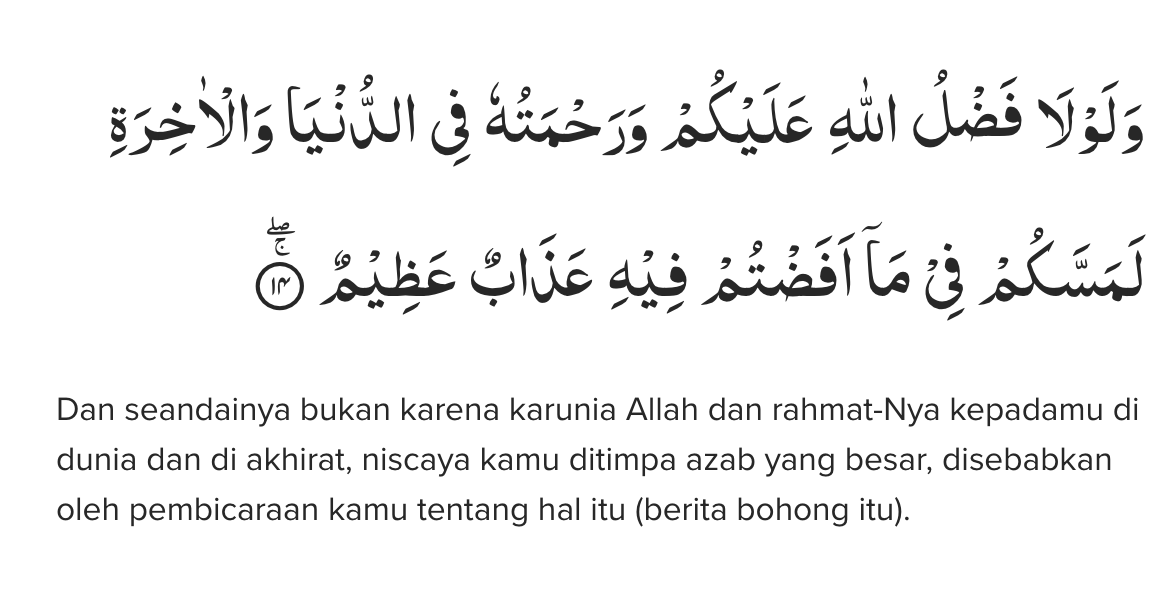 وَلَوْلَا فَضْلُ اللّٰهِ عَلَيْكُمْ وَرَحْمَتُهٗ فِى الدُّنْيَا وَالْاٰخِرَةِ
لَمَسَّكُمْ فِيْ مَآ اَفَضْتُمْ فِيْهِ عَذَابٌ عَظِيْمٌ ۙ ۖ ١٤
Dan seandainya bukan karena karunia Allah dan rahmat-Nya kepadamu di
dunia dan di akhirat, niscaya kamu ditimpa azab yang besar, disebabkan
oleh pembicaraan kamu tentang hal itu (berita bohong itu).